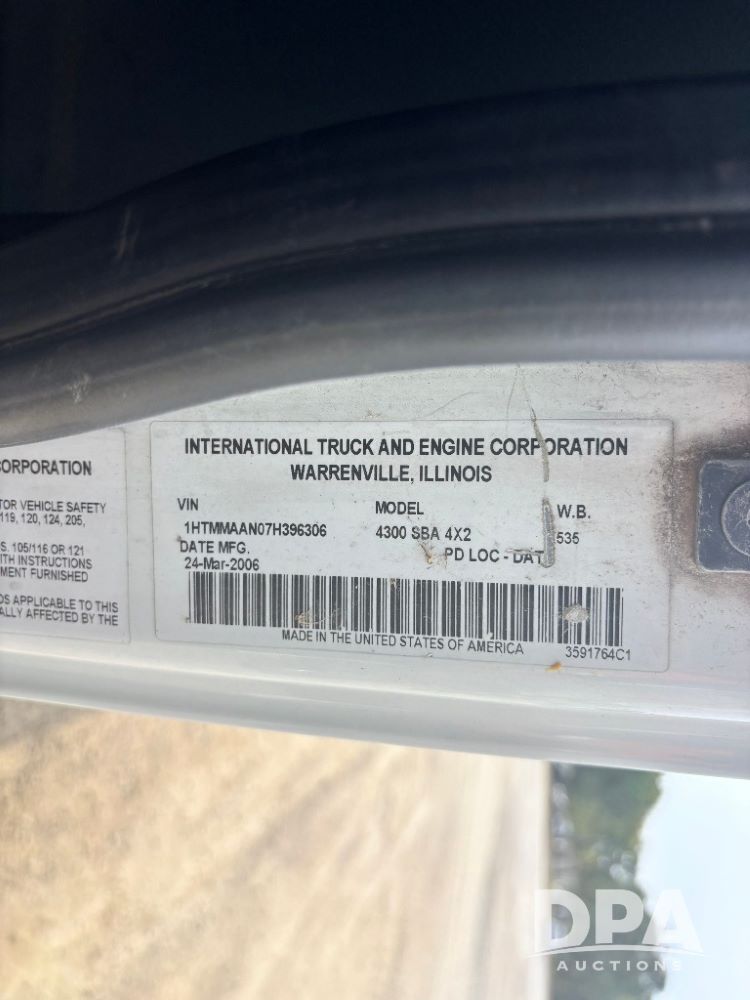 CORPORATION
TOR VEHICLE SAFETY
119, 120, 124, 205,
S. 105/116 OR 121
ITH INSTRUCTIONS
MENT FURNISHED
DS APPLICABLE TO THIS
ALLY AFFECTED BY THE
INTERNATIONAL TRUCK AND ENGINE CORPORATION
WARRENVILLE, ILLINOIS
VIN MODEL W.B.
1HTMMAAN07H396306 4300 SBA 4X2 535
DATE MFG. PD LOC - DAT
24-Mar-2006
MADE IN THE UNITED STATES OF AMERICA 3591764C1
DPA
AUCTIONS